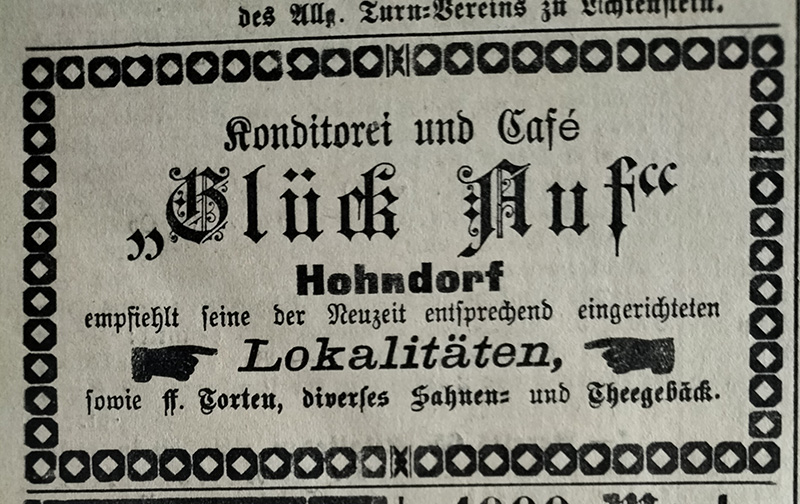 des Allg. Turn=Vereins zu Lichtenstein.
Konditorei und Café
„Glück Auf“
Hohndorf
empfiehlt seine der Neuzeit entsprechend eingerichteten
Lokalitäten,
sowie ff. Torten, diverses Sahnen= und Theegebäck.